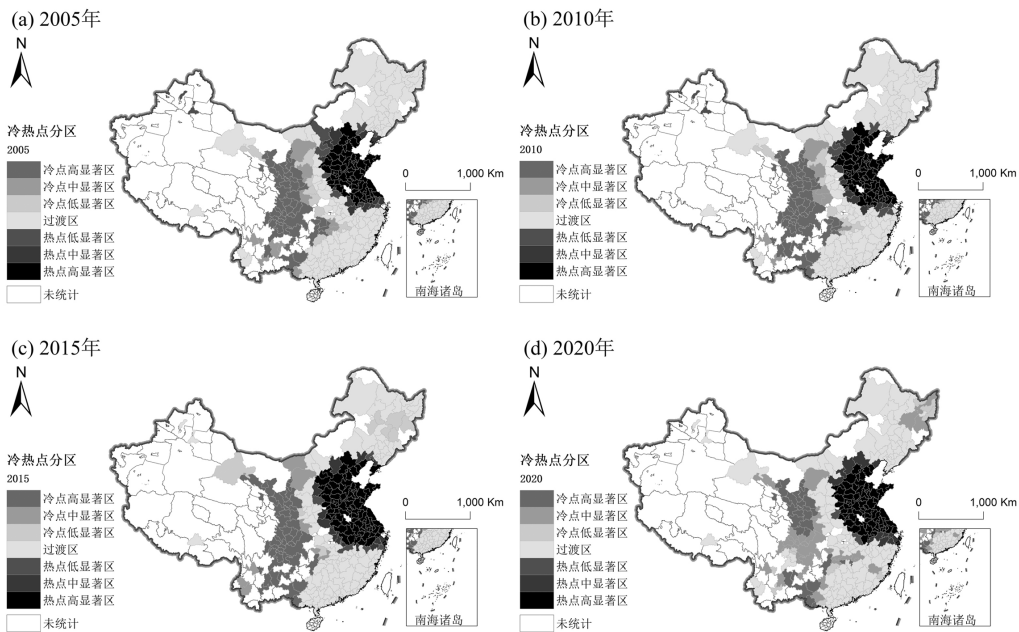 (a) 2005年
N
冷热点分区
2005
冷点高显著区
冷点中显著区
冷点低显著区
过渡区
热点低显著区
热点中显著区
热点高显著区
未统计
0 1,000 Km
南海诸岛
(b) 2010年
N
冷热点分区
2010
冷点高显著区
冷点中显著区
冷点低显著区
过渡区
热点低显著区
热点中显著区
热点高显著区
未统计
0 1,000 Km
南海诸岛
(c) 2015年
N
冷热点分区
2015
冷点高显著区
冷点中显著区
冷点低显著区
过渡区
热点低显著区
热点中显著区
热点高显著区
未统计
0 1,000 Km
南海诸岛
(d) 2020年
N
冷热点分区
2020
冷点高显著区
冷点中显著区
冷点低显著区
过渡区
热点低显著区
热点中显著区
热点高显著区
未统计
0 1,000 Km
南海诸岛